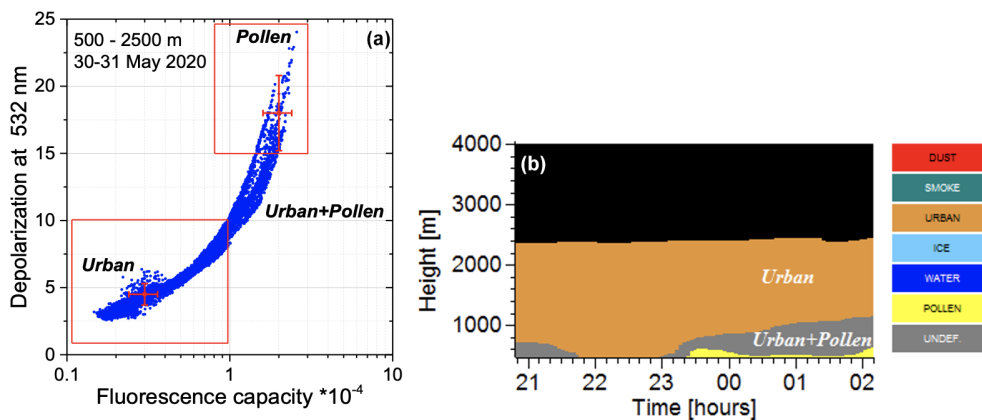 500 - 2500 m
30-31 May 2020
Pollen
(a)
Urban+Pollen
Urban
Depolarization at 532 nm
25
20
15
10
5
0
0.1
1
10
Fluorescence capacity *10-4
(b)
Height [m]
4000
3000
2000
1000
Urban
Urban+Pollen
21
22
23
00
01
02
Time [hours]
DUST
SMOKE
URBAN
ICE
WATER
POLLEN
UNDEF.